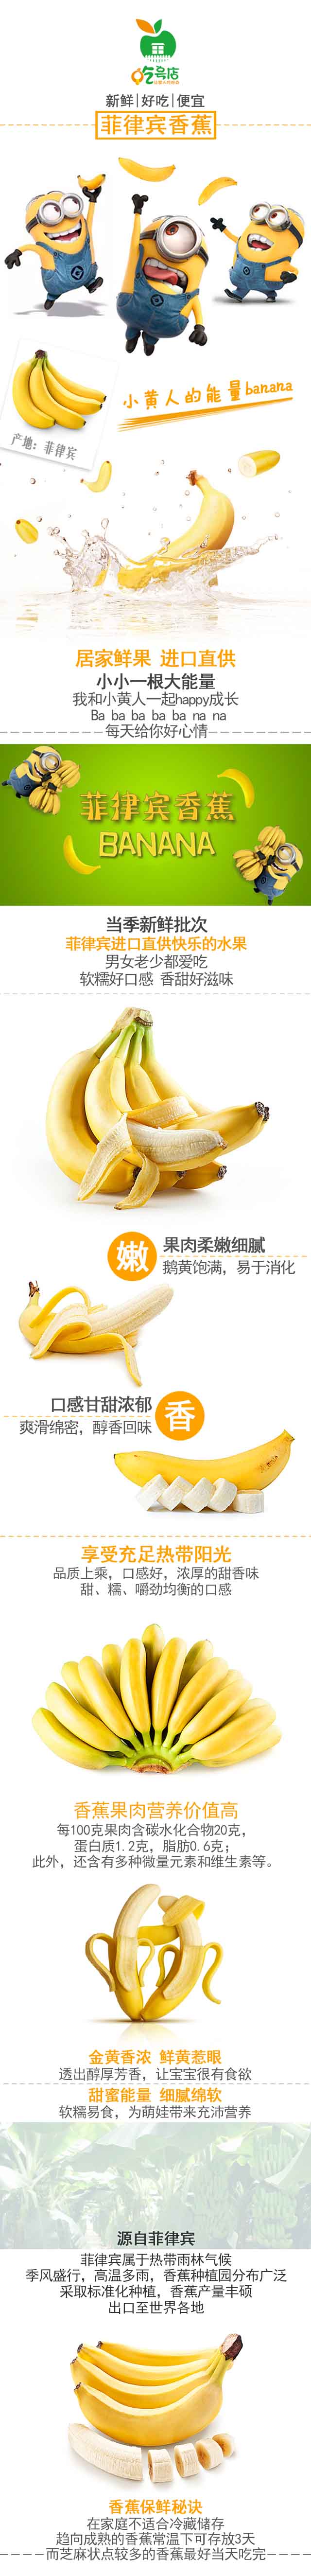 吃号店
新鲜|好吃|便宜
菲律宾香蕉
小黄人的能量banana
产地：菲律宾
居家鲜果 进口直供
小小一根大能量
我和小黄人一起happy成长
Ba ba ba ba ba na na
每天给你好心情
菲律宾香蕉
BANANA
当季新鲜批次
菲律宾进口直供快乐的水果
男女老少都爱吃
软糯好口感 香甜好滋味
嫩
果肉柔嫩细腻
鹅黄饱满，易于消化
口感甘甜浓郁
爽滑绵密，醇香回味
香
享受充足热带阳光
品质上乘，口感好，浓厚的甜香味
甜、糯、嚼劲均衡的口感
香蕉果肉营养价值高
每100克果肉含碳水化合物20克，
蛋白质1.2克，脂肪0.6克；
此外，还含有多种微量元素和维生素等。
金黄香浓 鲜黄惹眼
透出醇厚芳香，让宝宝很有食欲
甜蜜能量 细腻绵软
软糯易食，为萌娃带来充沛营养
源自菲律宾
菲律宾属于热带雨林气候
季风盛行，高温多雨，香蕉种植园分布广泛
采取标准化种植，香蕉产量丰硕
出口至世界各地
香蕉保鲜秘诀
在家庭不适合冷藏储存
趋向成熟的香蕉常温下可存放3天
而芝麻状点较多的香蕉最好当天吃完